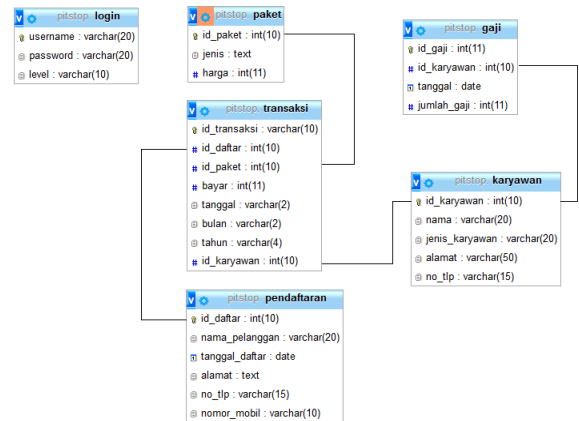 pitstop login
username : varchar(20)
password : varchar(20)
level : varchar(10)
pitstop paket
id_paket : int(10)
jenis : text
harga : int(11)
pitstop gaji
id_gaji : int(11)
id_karyawan : int(10)
tanggal : date
jumlah_gaji : int(11)
pitstop transaksi
id_transaksi : varchar(10)
id_daftar : int(10)
id_paket : int(10)
bayar : int(11)
tanggal : varchar(2)
bulan : varchar(2)
tahun : varchar(4)
id_karyawan : int(10)
pitstop karyawan
id_karyawan : int(10)
nama : varchar(20)
jenis_karyawan : varchar(20)
alamat : varchar(50)
no_tlp : varchar(15)
pitstop pendaftaran
id_daftar : int(10)
nama_pelanggan : varchar(20)
tanggal_daftar : date
alamat : text
no_tlp : varchar(15)
nomor_mobil : varchar(10)